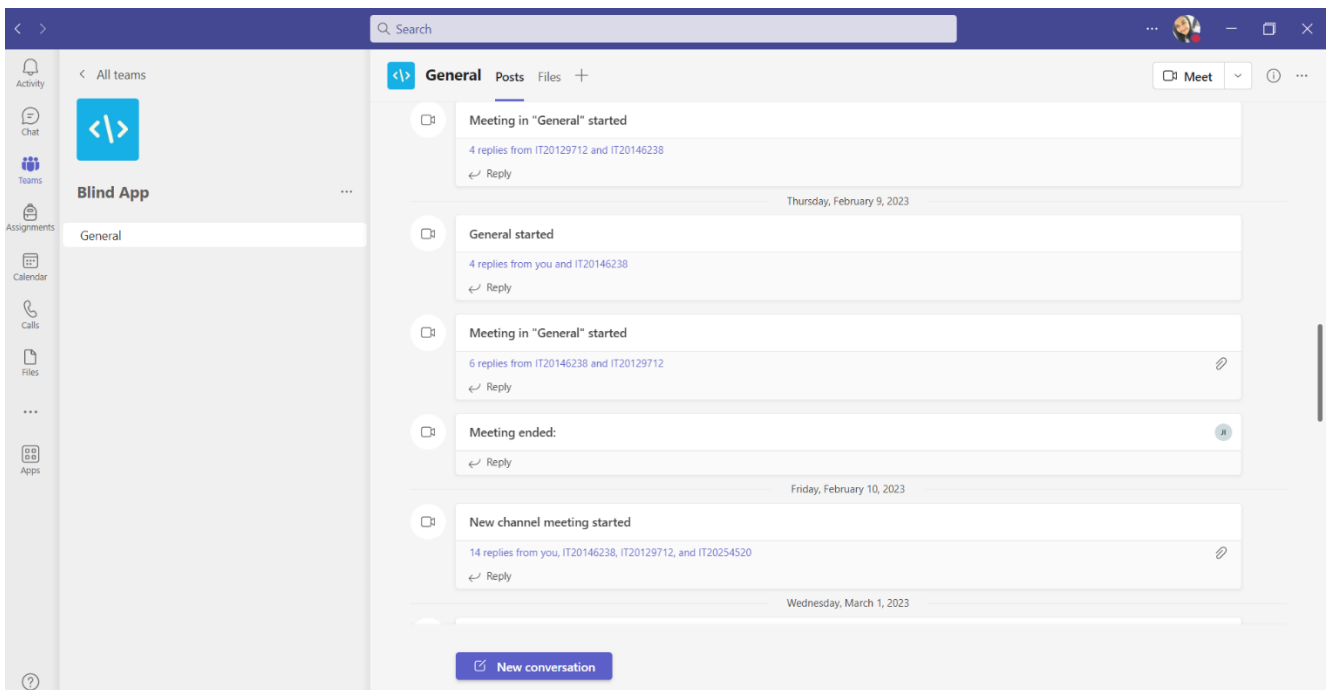 Search
Activity
Chat
Teams
Assignments
Calendar
Calls
Files
Apps
All teams
</>
Blind App
General
</>
General Posts Files
Meet
Meeting in "General" started
4 replies from IT20129712 and IT20146238
Reply
Thursday, February 9, 2023
General started
4 replies from you and IT20146238
Reply
Meeting in "General" started
6 replies from IT20146238 and IT20129712
Reply
Meeting ended:
Reply
Friday, February 10, 2023
New channel meeting started
14 replies from you, IT20146238, IT20129712, and IT20254520
Reply
Wednesday, March 1, 2023
New conversation